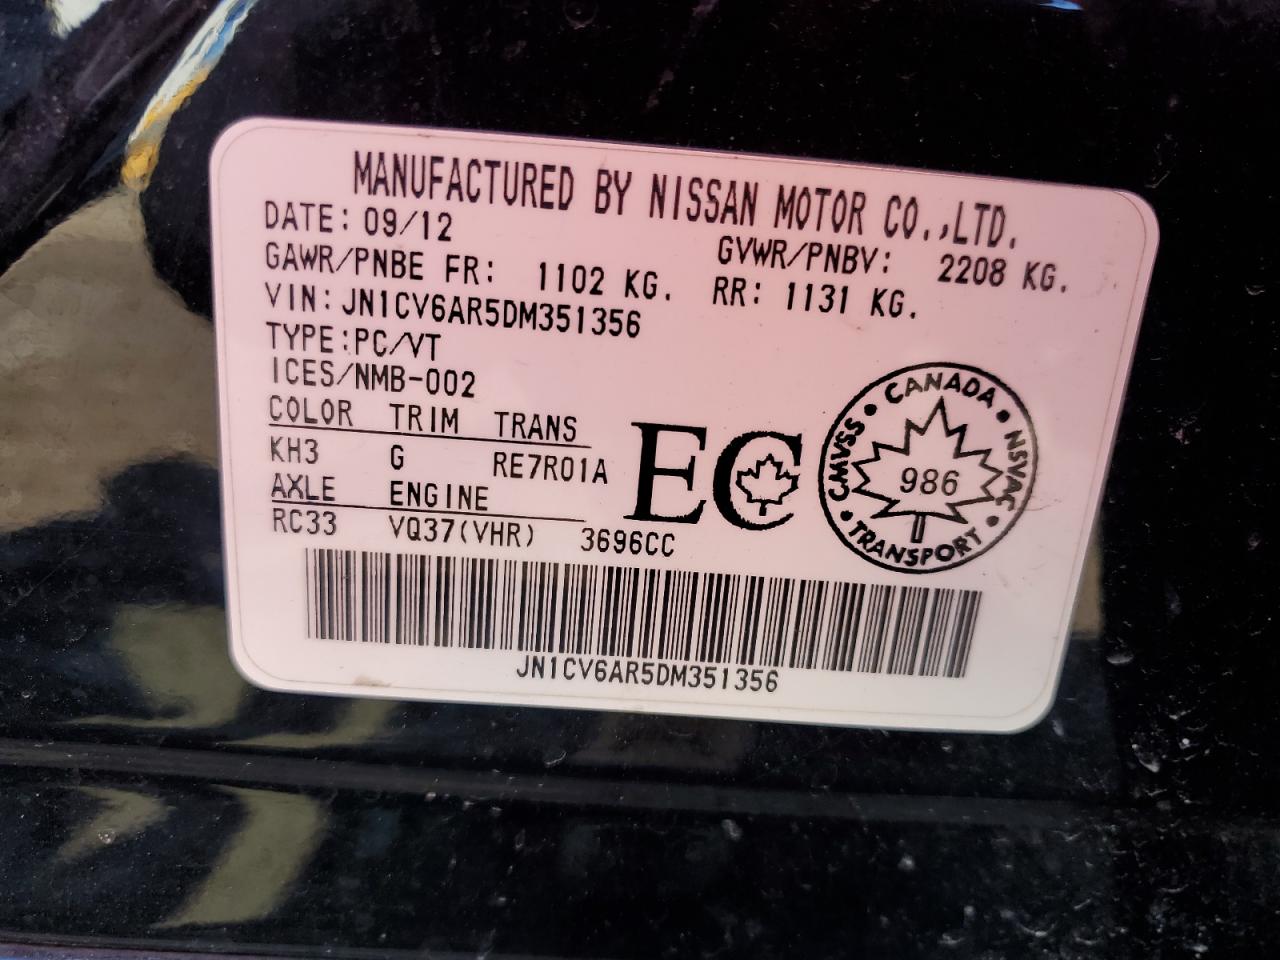 MANUFACTURED BY NISSAN MOTOR CO.,LTD.
DATE: 09/12 GVWR/PNBV: 2208 KG.
GAWR/PNBE FR: 1102 KG. RR: 1131 KG.
VIN: JN1CV6AR5DM351356
TYPE:PC/VT
ICES/NMB-002
COLOR TRIM TRANS
KH3 G RE7R01A
AXLE ENGINE
RC33 VQ37(VHR) 3696CC
EC
CANADA • NSVAC • TRANSPORT • CMVSS •
986
JN1CV6AR5DM351356